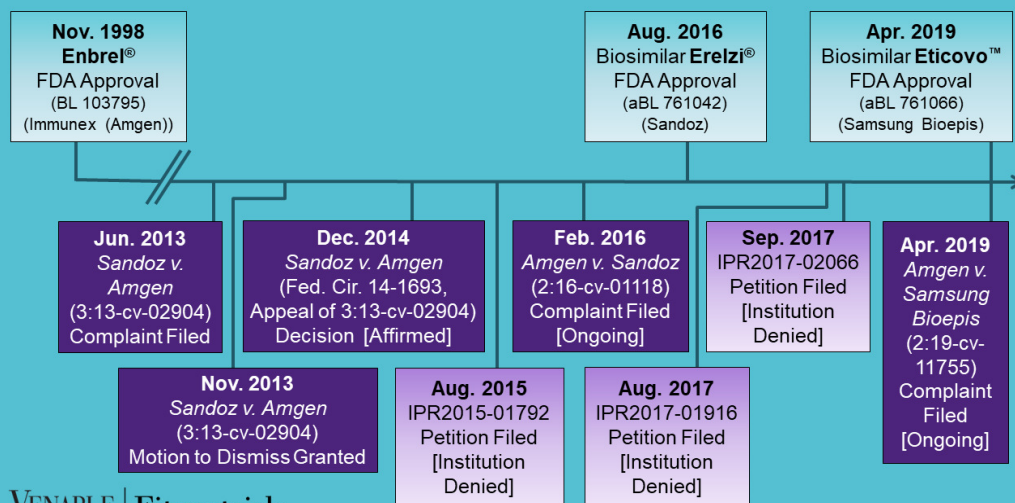 Nov. 1998
Enbrel®
FDA Approval
(BL 103795)
(Immunex (Amgen))
Aug. 2016
Biosimilar Erelzi®
FDA Approval
(aBL 761042)
(Sandoz)
Apr. 2019
Biosimilar Eticovo™
FDA Approval
(aBL 761066)
(Samsung Bioepis)
Jun. 2013
Sandoz v.
Amgen
(3:13-cv-02904)
Complaint Filed
Nov. 2013
Sandoz v. Amgen
(3:13-cv-02904)
Motion to Dismiss Granted
Dec. 2014
Sandoz v. Amgen
(Fed. Cir. 14-1693,
Appeal of 3:13-cv-02904)
Decision [Affirmed]
Aug. 2015
IPR2015-01792
Petition Filed
[Institution
Denied]
Feb. 2016
Amgen v. Sandoz
(2:16-cv-01118)
Complaint Filed
[Ongoing]
Aug. 2017
IPR2017-01916
Petition Filed
[Institution
Denied]
Sep. 2017
IPR2017-02066
Petition Filed
[Institution
Denied]
Apr. 2019
Amgen v.
Samsung
Bioepis
(2:19-cv-
11755)
Complaint
Filed
[Ongoing]